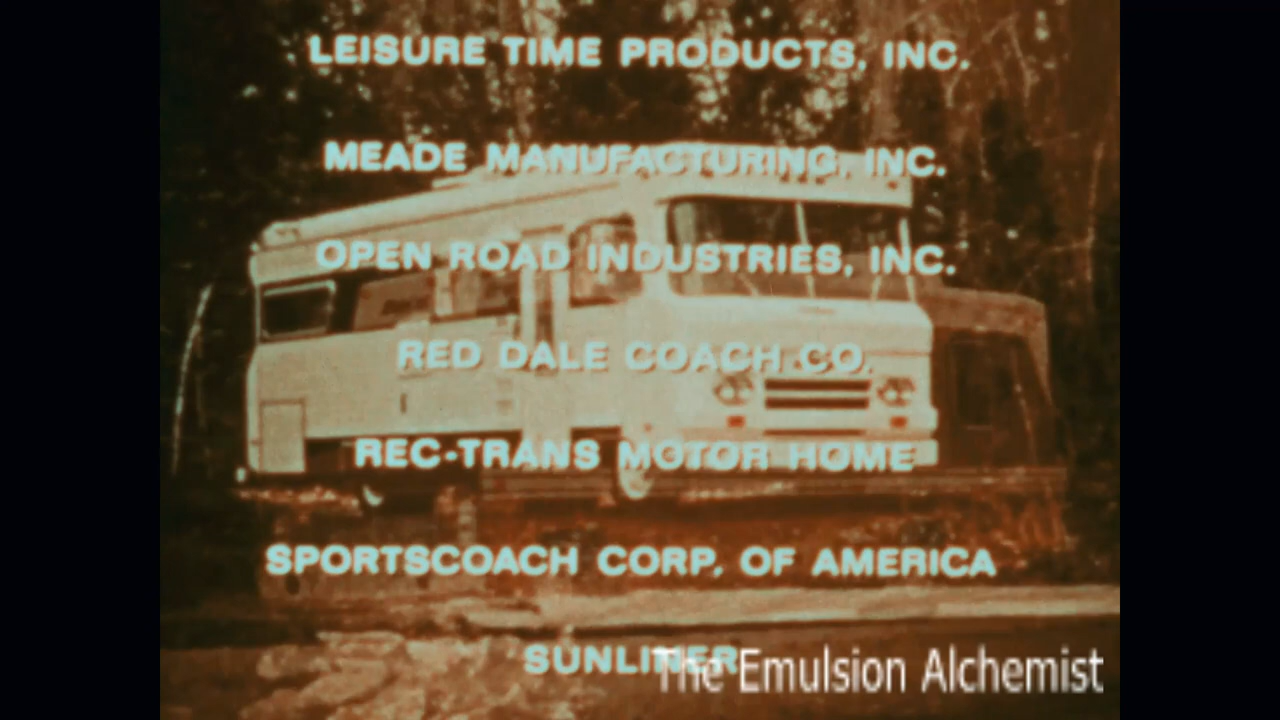 LEISURE TIME PRODUCTS, INC.
MEADE MANUFACTURING, INC.
OPEN ROAD INDUSTRIES, INC.
RED DALE COACH CO.
REC-TRANS MOTOR HOME
SPORTSCOACH CORP. OF AMERICA
SUNLINER
The Emulsion Alchemist